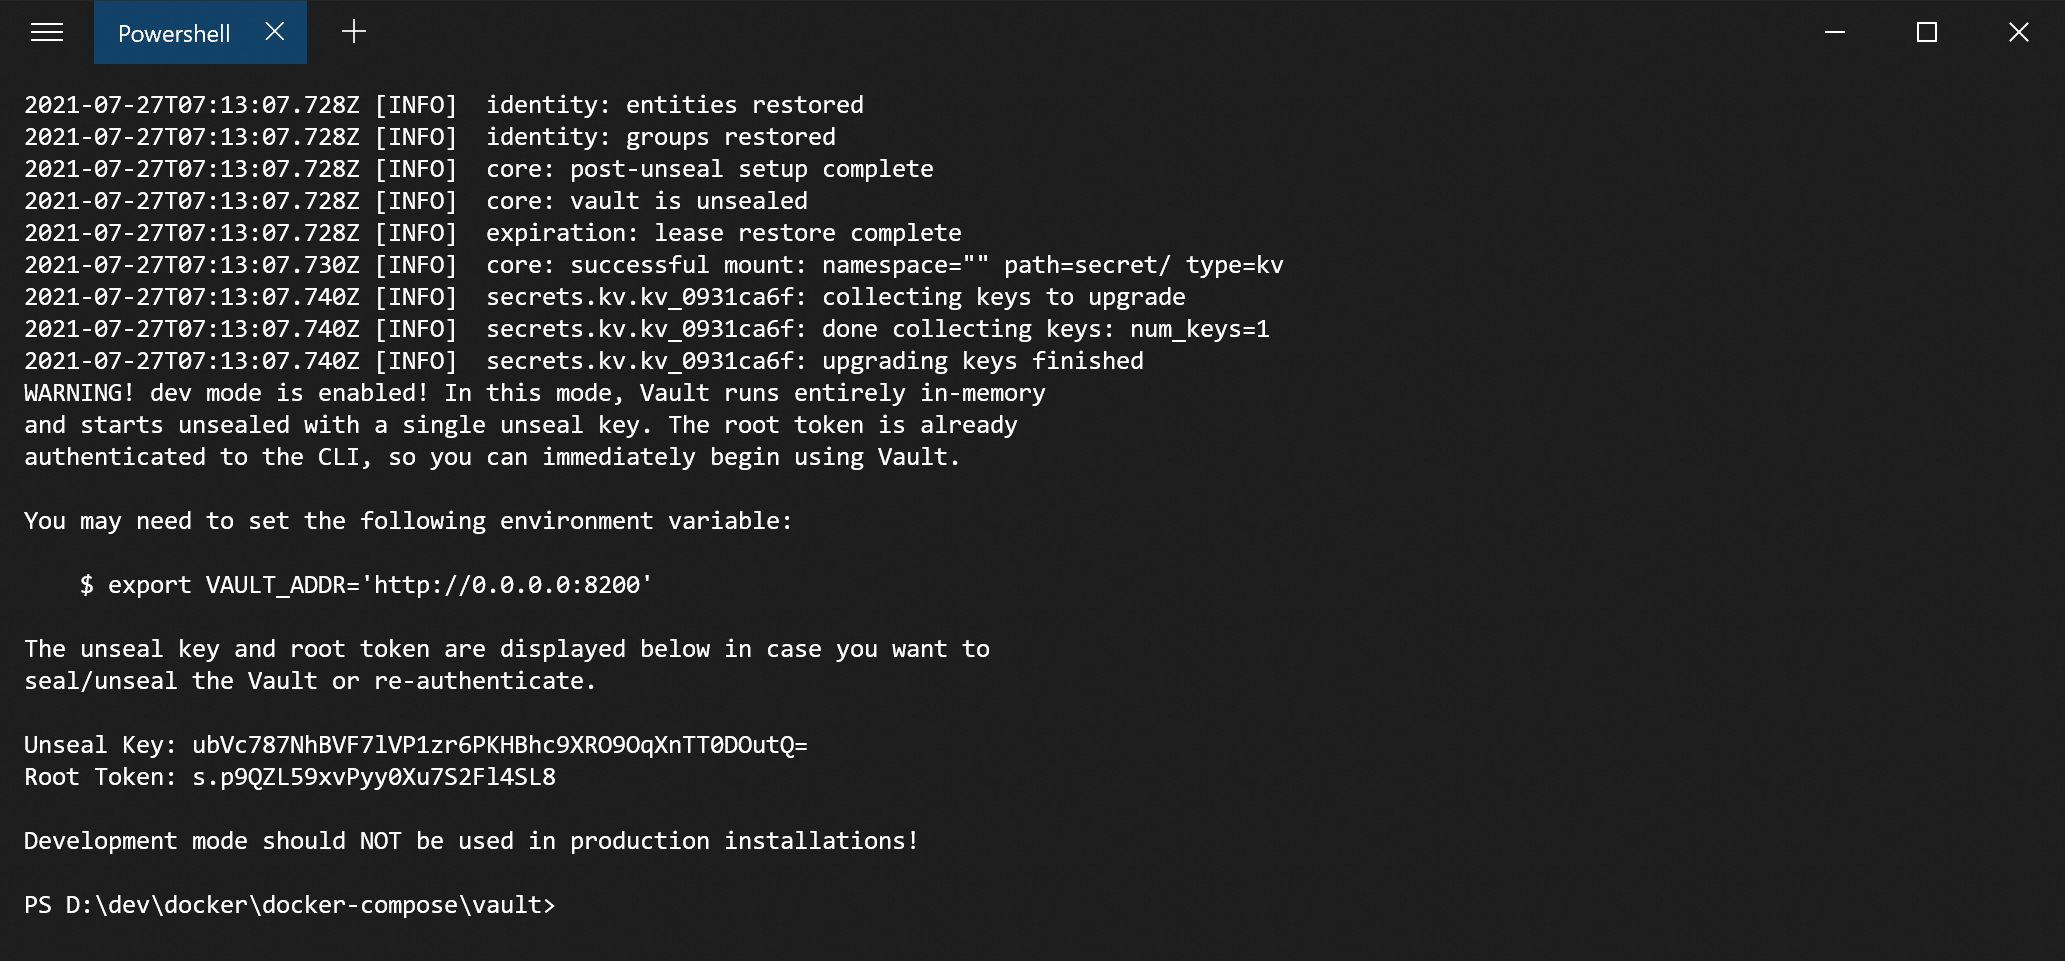 Powershell
2021-07-27T07:13:07.728Z [INFO]  identity: entities restored
2021-07-27T07:13:07.728Z [INFO]  identity: groups restored
2021-07-27T07:13:07.728Z [INFO]  core: post-unseal setup complete
2021-07-27T07:13:07.728Z [INFO]  core: vault is unsealed
2021-07-27T07:13:07.728Z [INFO]  expiration: lease restore complete
2021-07-27T07:13:07.730Z [INFO]  core: successful mount: namespace="" path=secret/ type=kv
2021-07-27T07:13:07.740Z [INFO]  secrets.kv.kv_0931ca6f: collecting keys to upgrade
2021-07-27T07:13:07.740Z [INFO]  secrets.kv.kv_0931ca6f: done collecting keys: num_keys=1
2021-07-27T07:13:07.740Z [INFO]  secrets.kv.kv_0931ca6f: upgrading keys finished
WARNING! dev mode is enabled! In this mode, Vault runs entirely in-memory
and starts unsealed with a single unseal key. The root token is already
authenticated to the CLI, so you can immediately begin using Vault.
You may need to set the following environment variable:
    $ export VAULT_ADDR='http://0.0.0.0:8200'
The unseal key and root token are displayed below in case you want to
seal/unseal the Vault or re-authenticate.
Unseal Key: ubVc787NhBVF7lVP1zr6PKHBhc9XRO9OqXnTT0DOutQ=
Root Token: s.p9QZL59xvPyy0Xu7S2Fl4SL8
Development mode should NOT be used in production installations!
PS D:\dev\docker\docker-compose\vault>